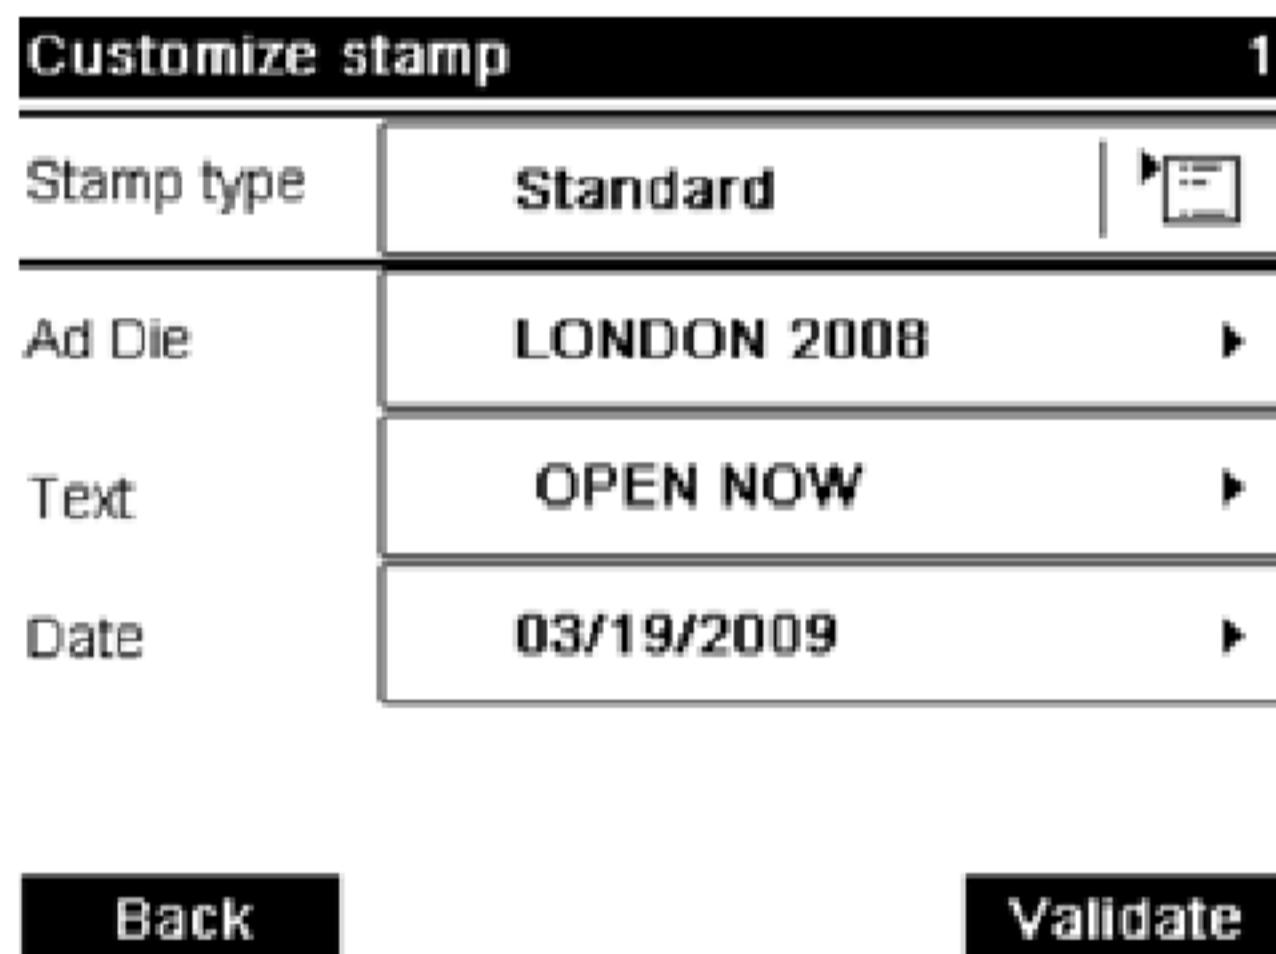 Customize stamp 1
Stamp type Standard
Ad Die LONDON 2008
Text OPEN NOW
Date 03/19/2009
Back Validate